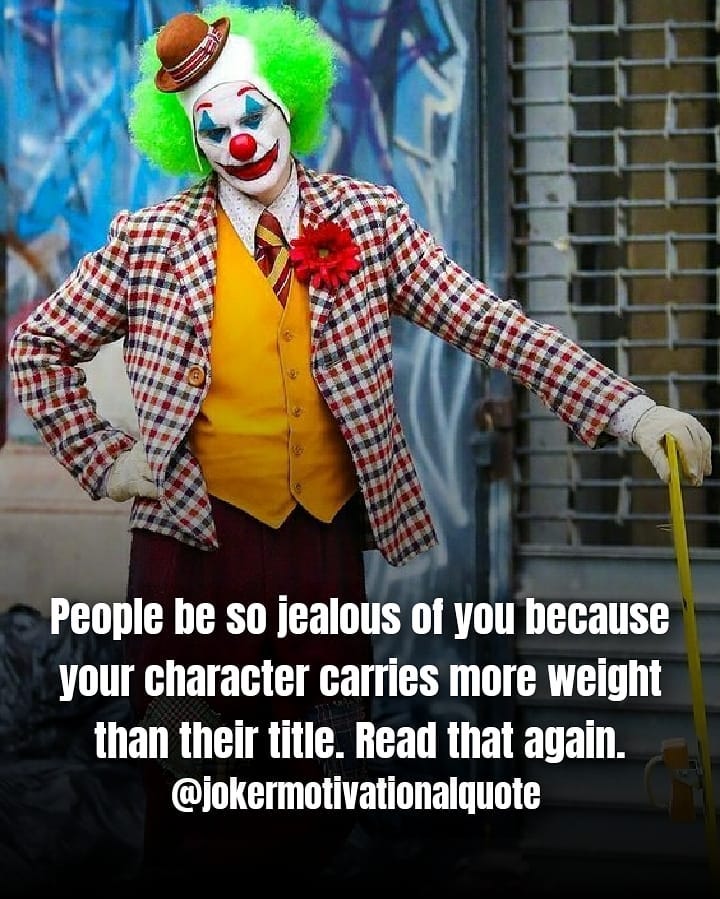 People be so jealous of you because
your character carries more weight
than their title. Read that again.
@jokermotivationalquote